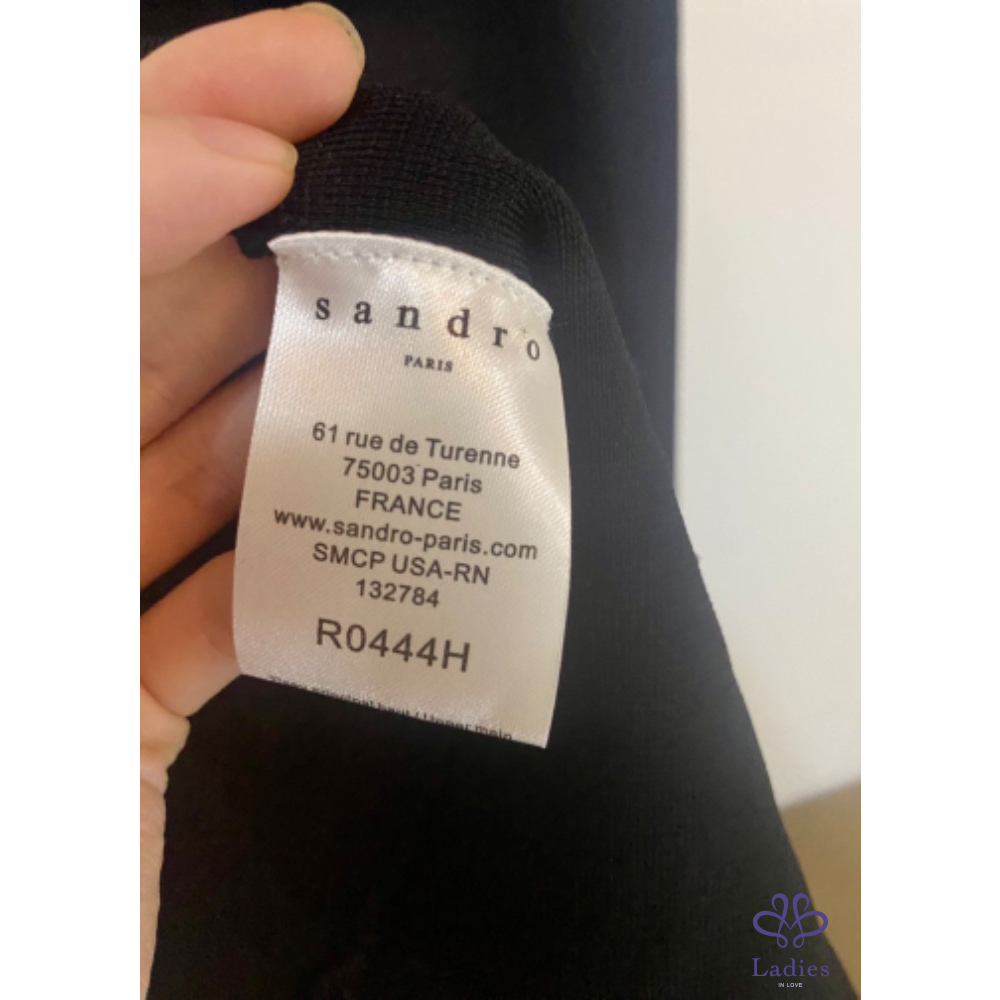 sandro
PARIS
61 rue de Turenne
75003 Paris
FRANCE
www.sandro-paris.com
SMCP USA-RN
132784
R0444H
Ladies
IN LOVE